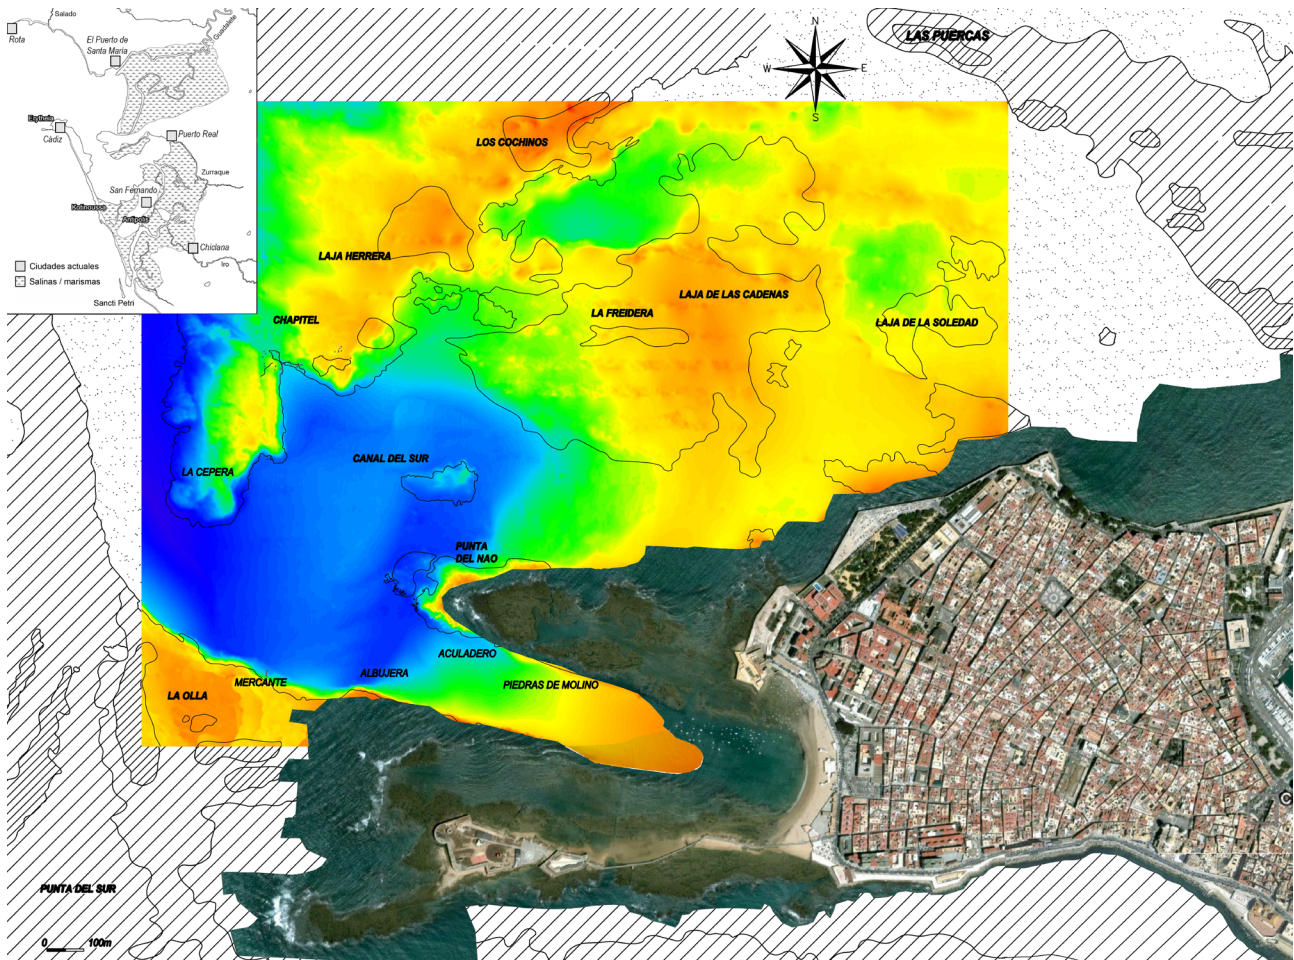 Salado
Guadalete
Rota
El Puerto de
Santa María
Erytheia
Cádiz
Puerto Real
Zurraque
San Fernando
Kotinoussa
Antípolis
Chiclana
Iro
Ciudades actuales
Salinas / marismas
Sancti Petri
N
W
E
S
LAS PUERCAS
LOS COCHINOS
LAJA HERRERA
CHAPITEL
LA FREIDERA
LAJA DE LAS CADENAS
LAJA DE LA SOLEDAD
LA CEPERA
CANAL DEL SUR
PUNTA
DEL NAO
ACULADERO
ALBUJERA
MERCANTE
PIEDRAS DE MOLINO
LA OLLA
PUNTA DEL SUR
0 100m